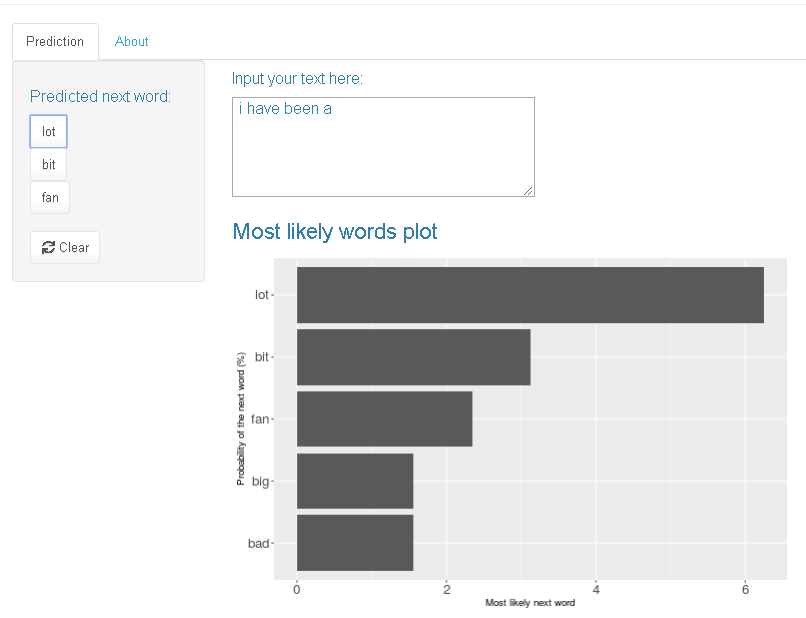 Prediction
About
Predicted next word:
lot
bit
fan
Clear
Input your text here:
i have been a
Most likely words plot
Probability of the next word (%)
lot
bit
fan
big
bad
0 2 4 6
Most likely next word